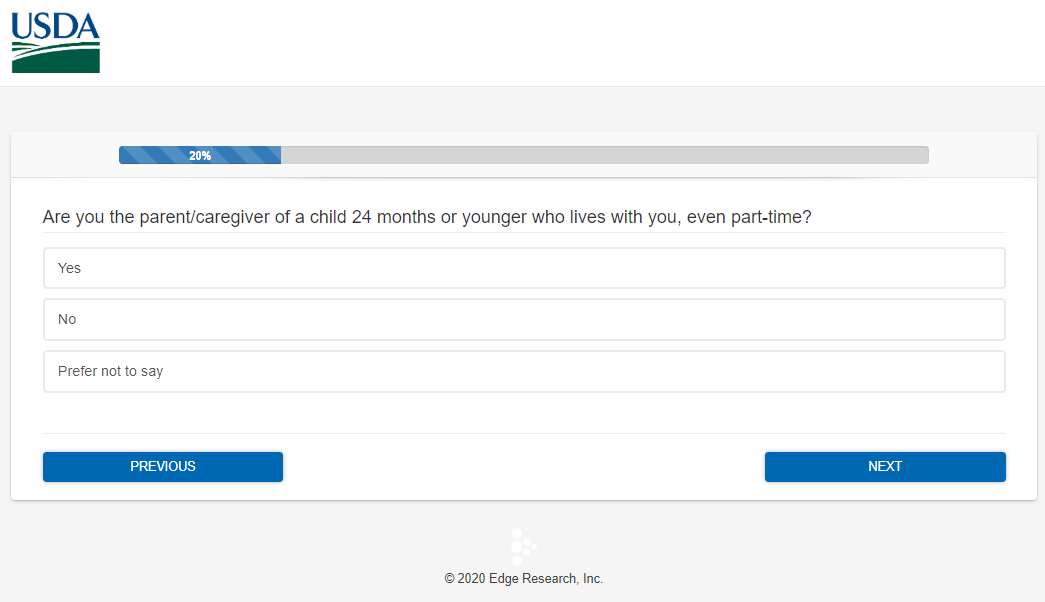 USDA
20%
Are you the parent/caregiver of a child 24 months or younger who lives with you, even part-time?
Yes
No
Prefer not to say
PREVIOUS
NEXT
© 2020 Edge Research, Inc.